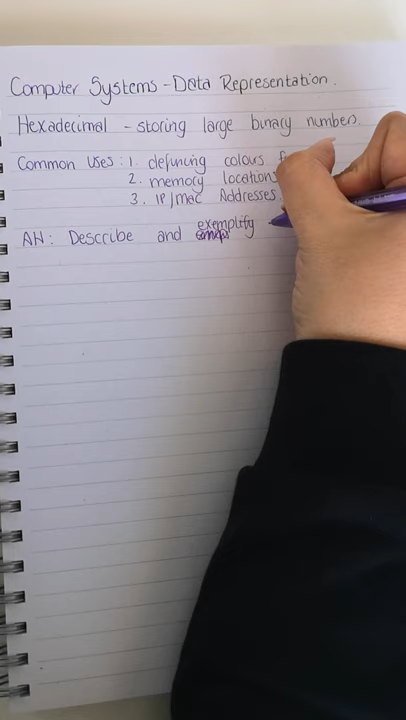 Computer Systems - Data Representation.
Hexadecimal - storing large binary numbers.
Common Uses: 1. defining colours
2. memory locations
3. IP/Mac Addresses
AH: Describe and exemplify -